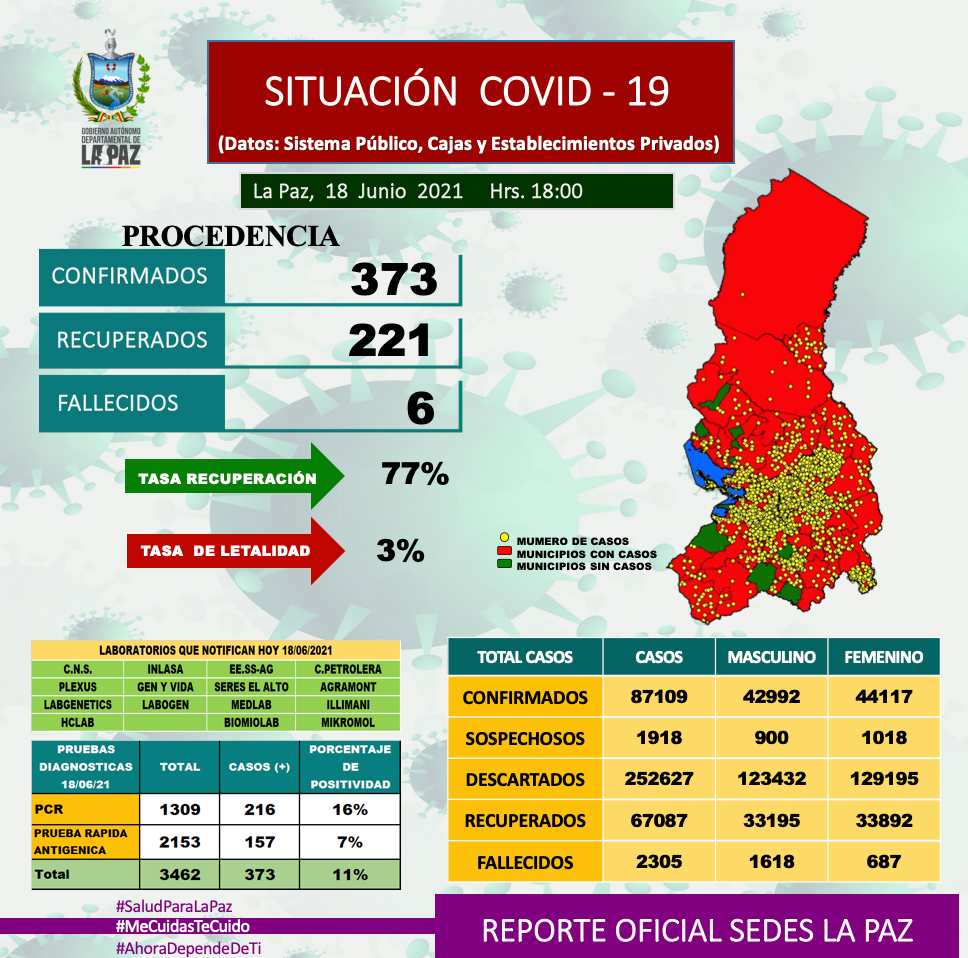 GOBIERNO AUTÓNOMO
DEPARTAMENTAL DE
LA PAZ
SITUACIÓN COVID - 19
(Datos: Sistema Público, Cajas y Establecimientos Privados)
La Paz, 18 Junio 2021 Hrs. 18:00
PROCEDENCIA
CONFIRMADOS 373
RECUPERADOS 221
FALLECIDOS 6
TASA RECUPERACIÓN 77%
TASA DE LETALIDAD 3%
MUMERO DE CASOS
MUNICIPIOS CON CASOS
MUNICIPIOS SIN CASOS
LABORATORIOS QUE NOTIFICAN HOY 18/06/2021
C.N.S. INLASA EE.SS-AG C.PETROLERA
PLEXUS GEN Y VIDA SERES EL ALTO AGRAMONT
LABGENETICS LABOGEN MEDLAB ILLIMANI
HCLAB BIOMIOLAB MIKROMOL
PRUEBAS DIAGNOSTICAS 18/06/21 TOTAL CASOS (+) PORCENTAJE DE POSITIVIDAD
PCR 1309 216 16%
PRUEBA RAPIDA ANTIGENICA 2153 157 7%
Total 3462 373 11%
TOTAL CASOS CASOS MASCULINO FEMENINO
CONFIRMADOS 87109 42992 44117
SOSPECHOSOS 1918 900 1018
DESCARTADOS 252627 123432 129195
RECUPERADOS 67087 33195 33892
FALLECIDOS 2305 1618 687
#SaludParaLaPaz
#MeCuidasTeCuido
#AhoraDependeDeTi
REPORTE OFICIAL SEDES LA PAZ